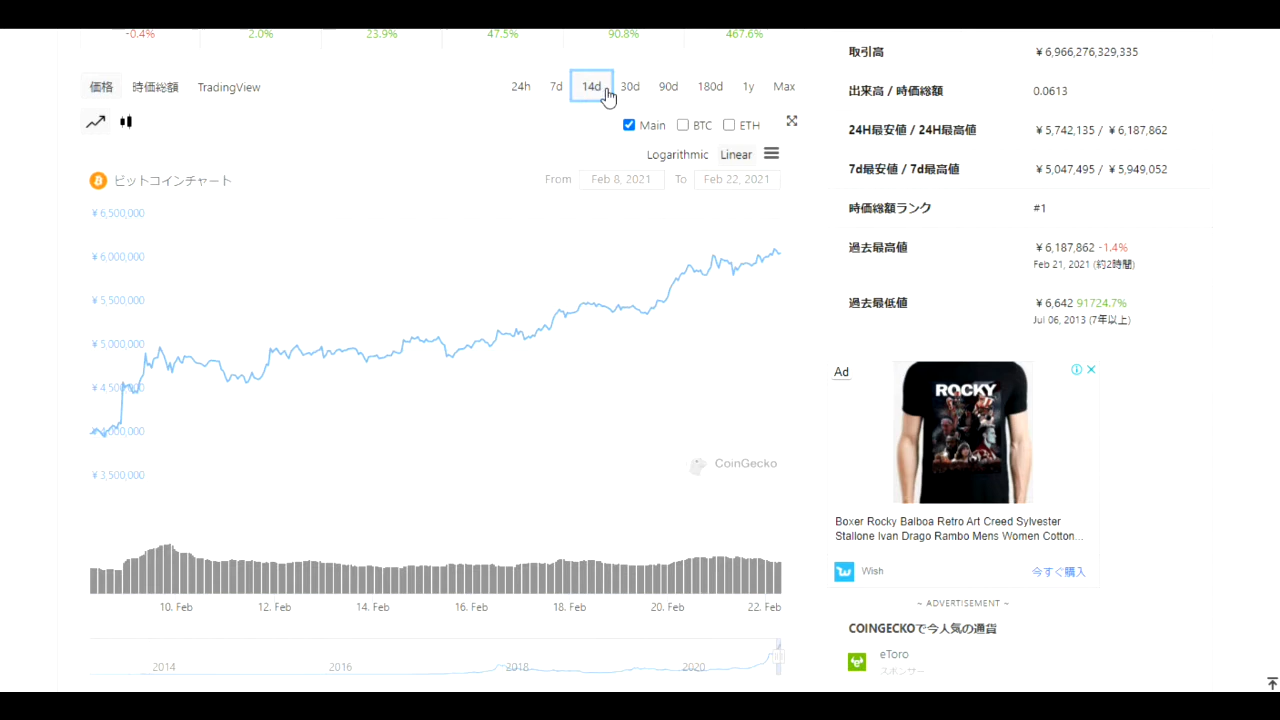 -0.4% 2.0% 23.9% 47.5% 90.8% 467.6%
価格 時価総額 TradingView
24h 7d 14d 30d 90d 180d 1y Max
Main BTC ETH
Logarithmic Linear
ビットコインチャート
From Feb 8, 2021 To Feb 22, 2021
¥6,500,000
¥6,000,000
¥5,500,000
¥5,000,000
¥4,500,000
¥4,000,000
¥3,500,000
CoinGecko
10. Feb 12. Feb 14. Feb 16. Feb 18. Feb 20. Feb 22. Feb
2014 2016 2018 2020
取引高 ¥6,966,276,329,335
出来高 / 時価総額 0.0613
24H最安値 / 24H最高値 ¥5,742,135 / ¥6,187,862
7d最安値 / 7d最高値 ¥5,047,495 / ¥5,949,052
時価総額ランク #1
過去最高値 ¥6,187,862 -1.4%
Feb 21, 2021 (約2時間)
過去最低値 ¥6,642 91724.7%
Jul 06, 2013 (7年以上)
Ad
ROCKY
Boxer Rocky Balboa Retro Art Creed Sylvester
Stallone Ivan Drago Rambo Mens Women Cotton...
Wish 今すぐ購入
~ ADVERTISEMENT ~
COINGECKOで今人気の通貨
eToro
スポンサー